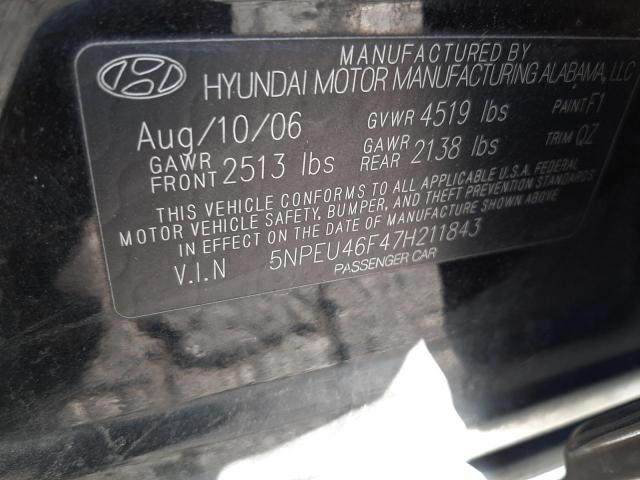 MANUFACTURED BY
HYUNDAI MOTOR MANUFACTURING ALABAMA, LLC
Aug/10/06 GVWR 4519 lbs PAINT F1
GAWR FRONT 2513 lbs GAWR REAR 2138 lbs TRIM QZ
THIS VEHICLE CONFORMS TO ALL APPLICABLE U.S.A. FEDERAL
MOTOR VEHICLE SAFETY, BUMPER, AND THEFT PREVENTION STANDARDS
IN EFFECT ON THE DATE OF MANUFACTURE SHOWN ABOVE
V.I.N 5NPEU46F47H211843
PASSENGER CAR